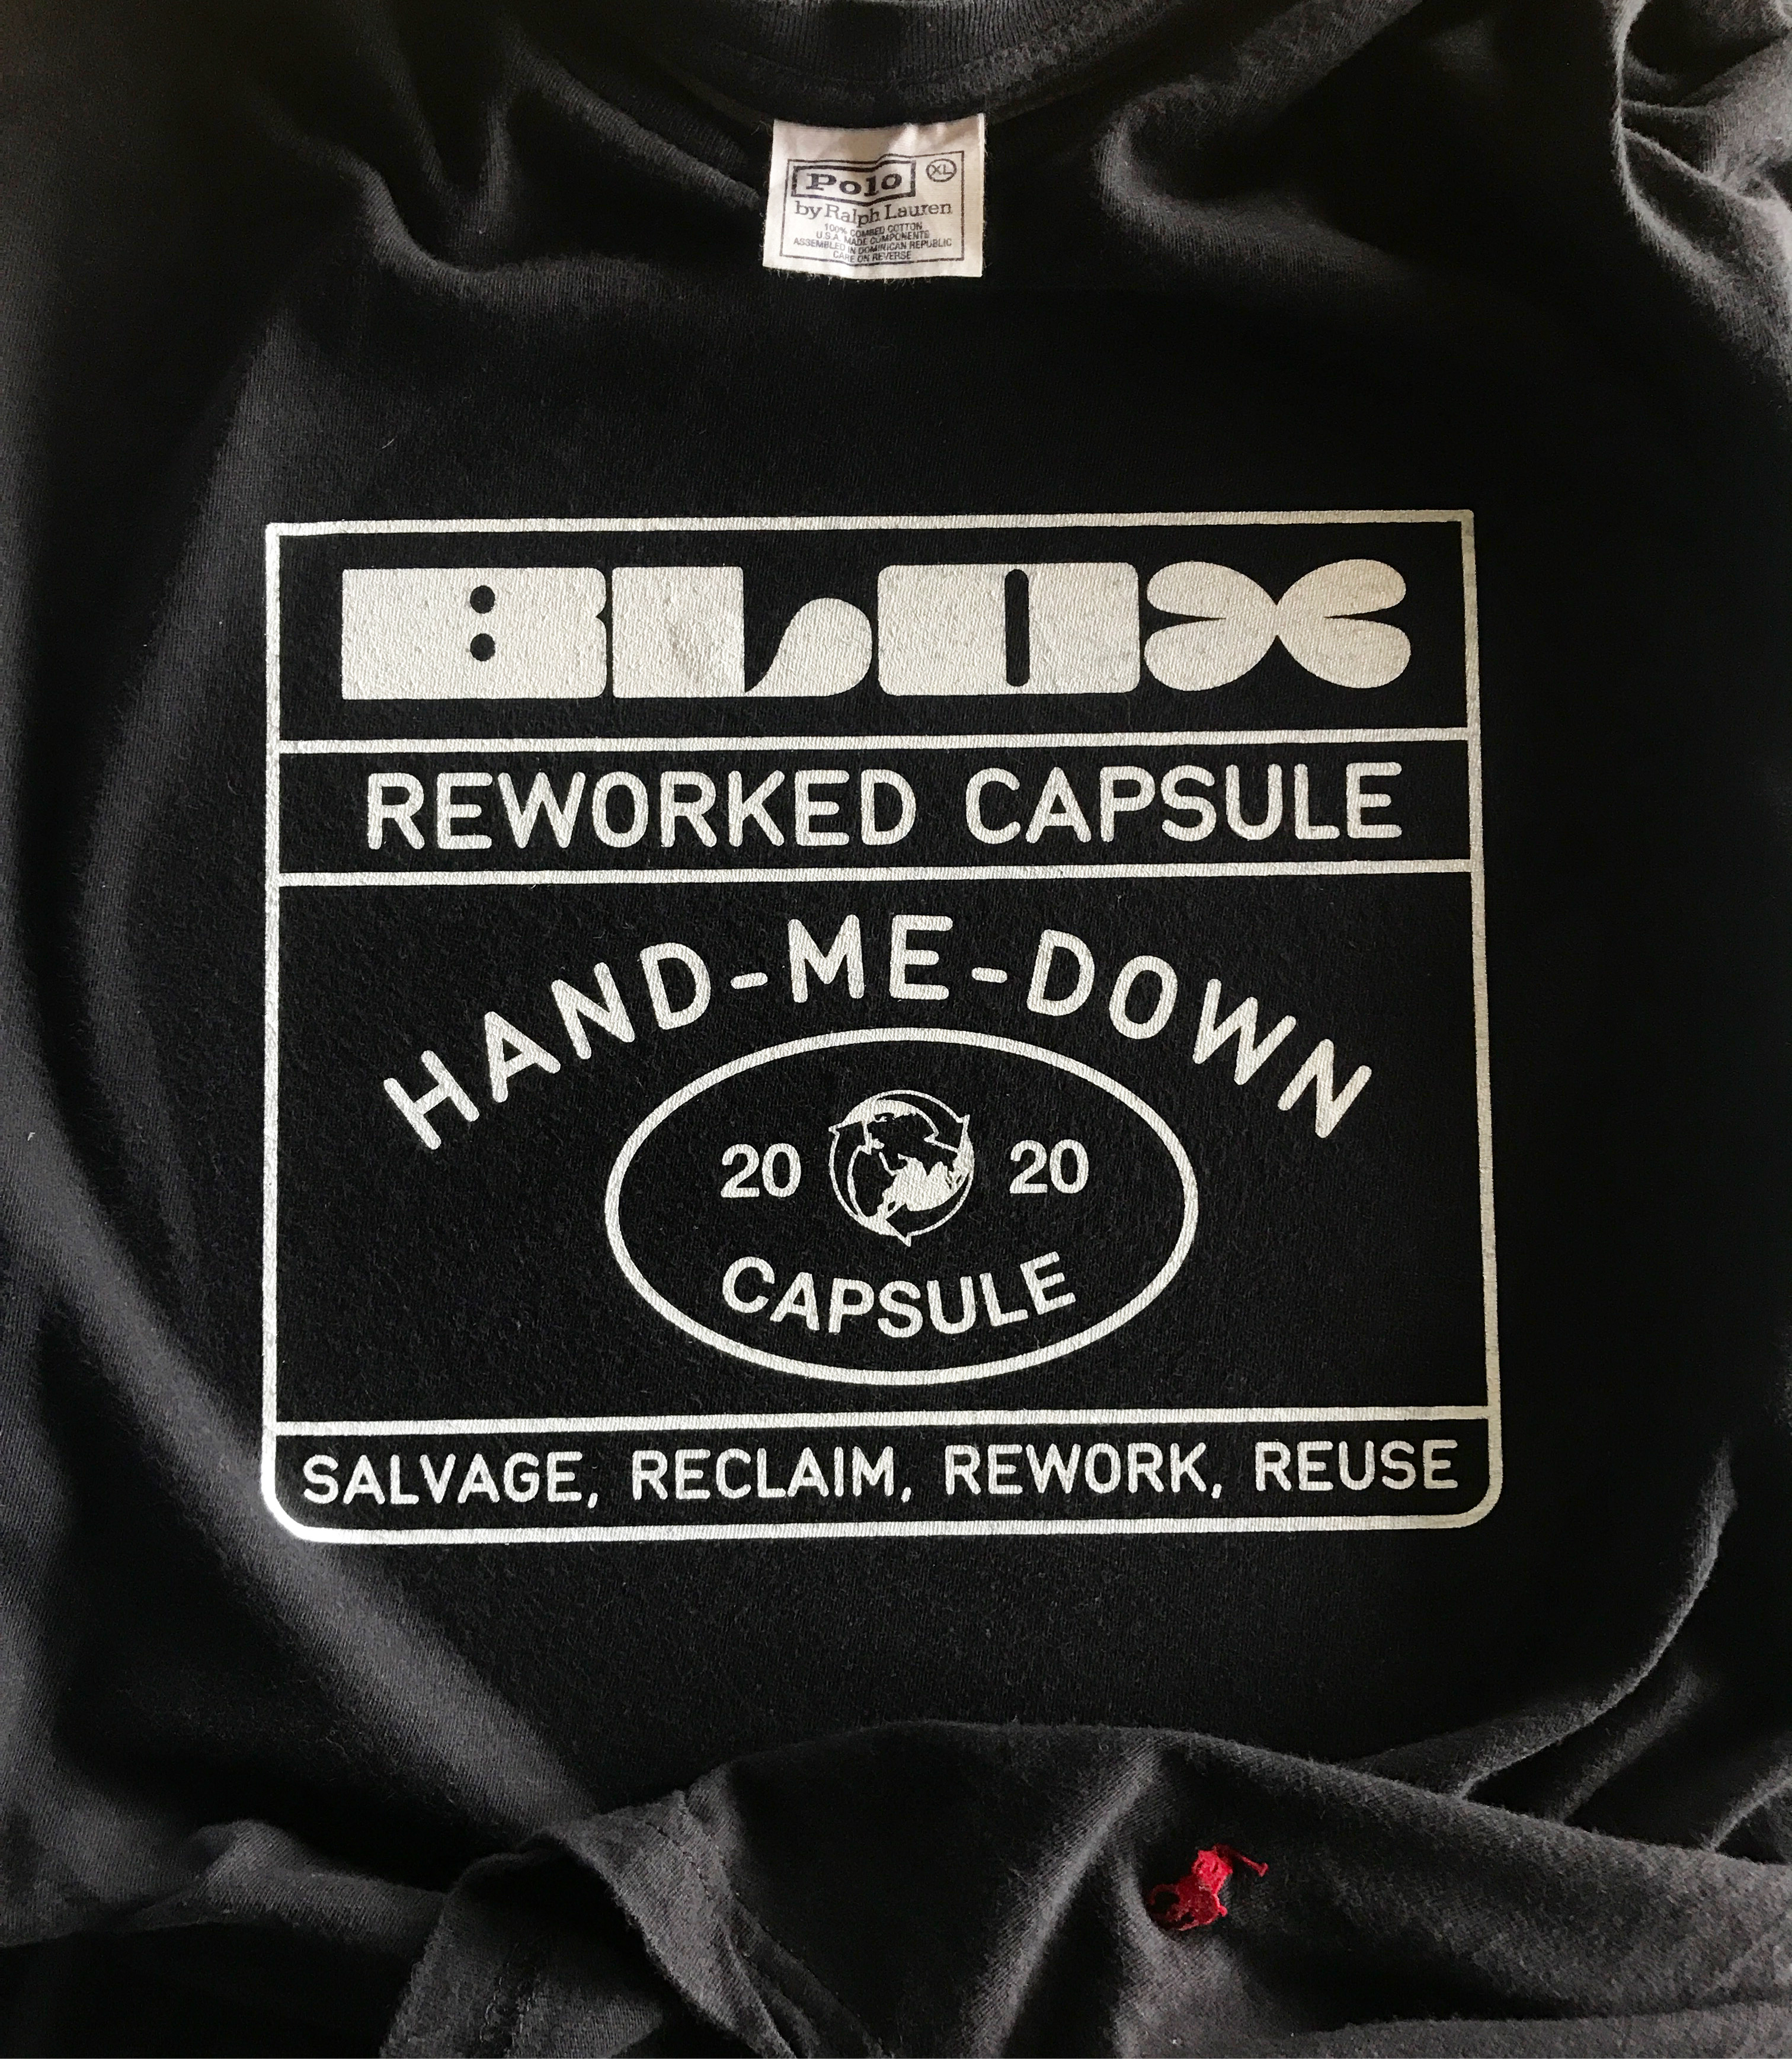 Polo XL
by Ralph Lauren
100% COMBED COTTON
U.S.A. MADE COMPONENTS
ASSEMBLED IN DOMINICAN REPUBLIC
CARE ON REVERSE
BLOX
REWORKED CAPSULE
HAND-ME-DOWN
20 20
CAPSULE
SALVAGE, RECLAIM, REWORK, REUSE